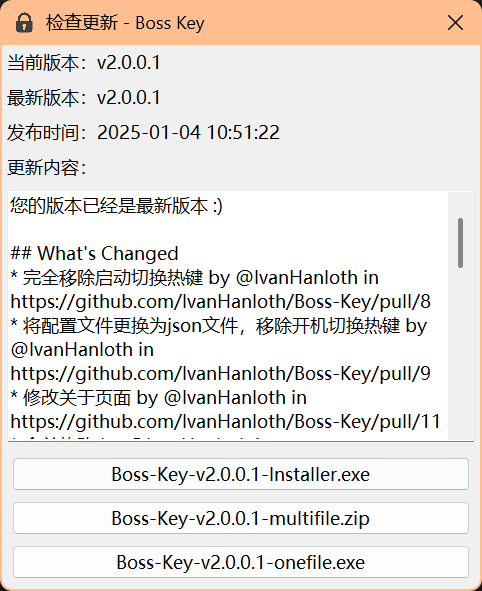 检查更新 - Boss Key
当前版本：v2.0.0.1
最新版本：v2.0.0.1
发布时间：2025-01-04 10:51:22
更新内容：
您的版本已经是最新版本 :)
## What's Changed
* 完全移除启动切换热键 by @IvanHanloth in
https://github.com/IvanHanloth/Boss-Key/pull/8
* 将配置文件更换为json文件，移除开机切换热键 by
@IvanHanloth in
https://github.com/IvanHanloth/Boss-Key/pull/9
* 修改关于页面 by @IvanHanloth in
https://github.com/IvanHanloth/Boss-Key/pull/11
Boss-Key-v2.0.0.1-Installer.exe
Boss-Key-v2.0.0.1-multifile.zip
Boss-Key-v2.0.0.1-onefile.exe